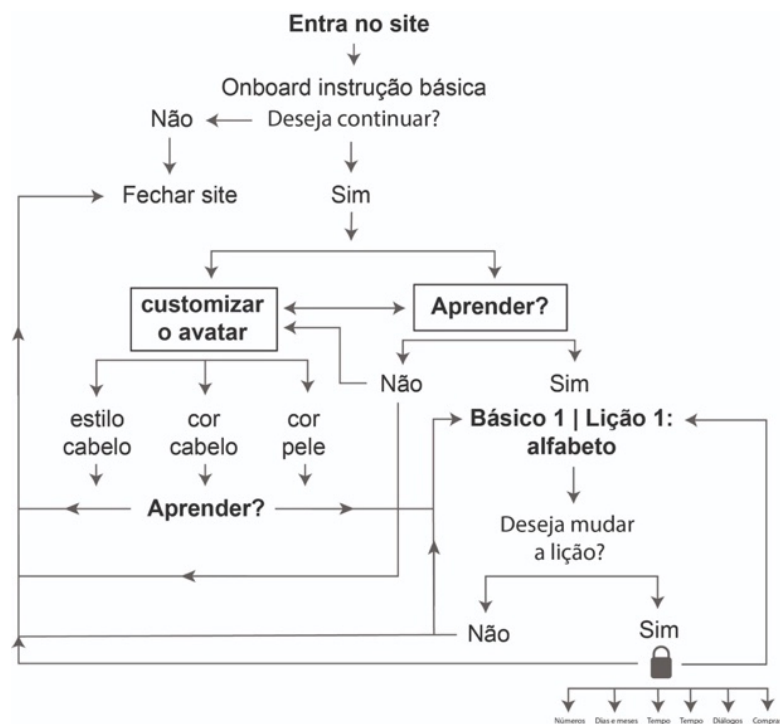 Entra no site
Onboard instrução básica
Não
Deseja continuar?
Fechar site
Sim
customizar
o avatar
Aprender?
Não
Sim
estilo
cabelo
cor
cabelo
cor
pele
Básico 1 | Lição 1:
alfabeto
Aprender?
Deseja mudar
a lição?
Não
Sim
Números
Dias e meses
Tempo
Tempo
Diálogos
Compra